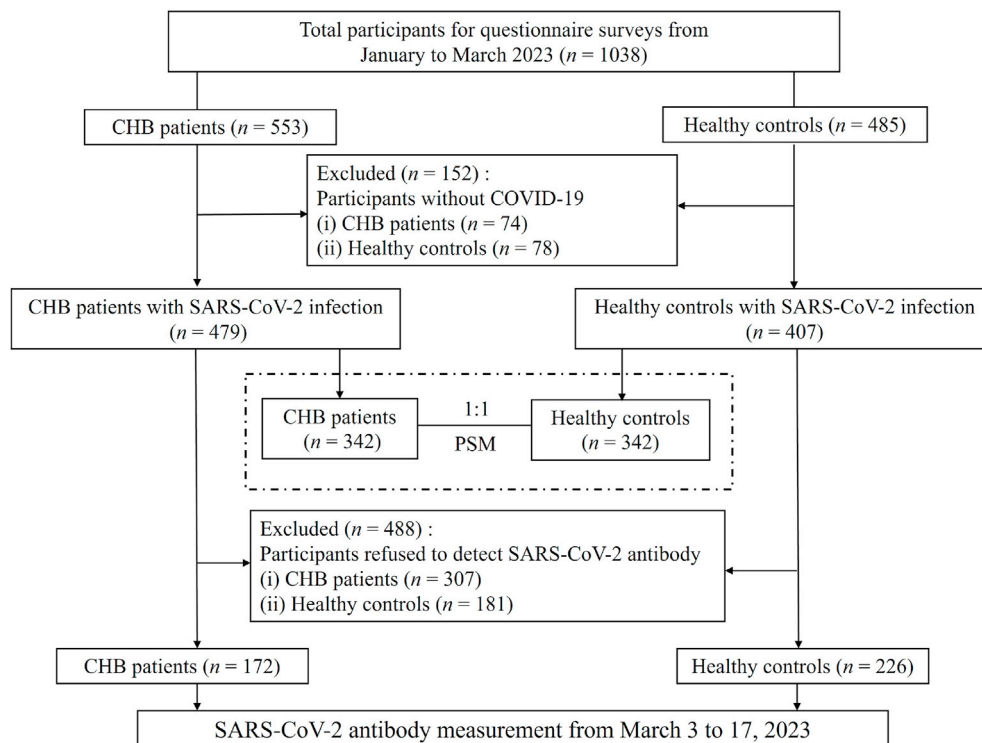 Total participants for questionnaire surveys from
January to March 2023 (n = 1038)
CHB patients (n = 553)
Healthy controls (n = 485)
Excluded (n = 152) :
Participants without COVID-19
(i) CHB patients (n = 74)
(ii) Healthy controls (n = 78)
CHB patients with SARS-CoV-2 infection
(n = 479)
Healthy controls with SARS-CoV-2 infection
(n = 407)
CHB patients
(n = 342)
1:1
PSM
Healthy controls
(n = 342)
Excluded (n = 488) :
Participants refused to detect SARS-CoV-2 antibody
(i) CHB patients (n = 307)
(ii) Healthy controls (n = 181)
CHB patients (n = 172)
Healthy controls (n = 226)
SARS-CoV-2 antibody measurement from March 3 to 17, 2023